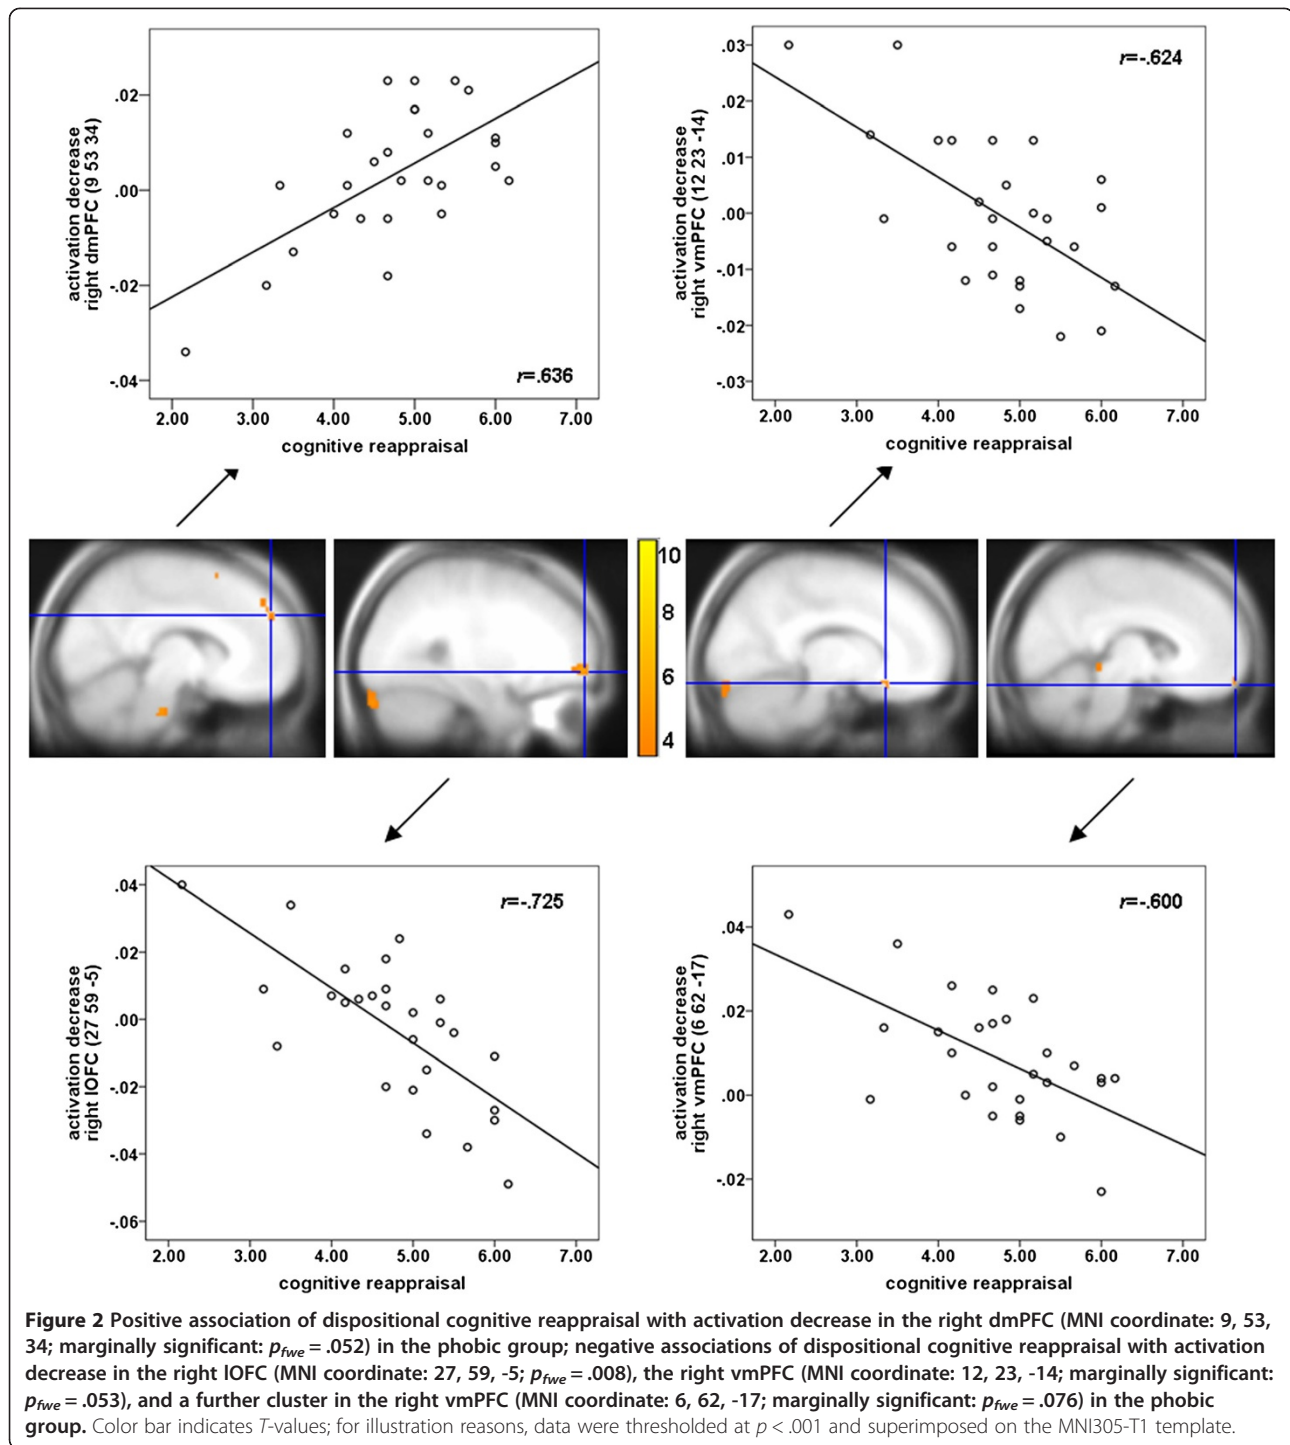 .02
.00
-.02
-.04
activation decrease
right dmPFC (9 53 34)
r=.636
2.00 3.00 4.00 5.00 6.00 7.00
cognitive reappraisal
.03
.02
.01
.00
-.01
-.02
-.03
activation decrease
right vmPFC (12 23 -14)
r=-.624
2.00 3.00 4.00 5.00 6.00 7.00
cognitive reappraisal
10
8
6
4
.04
.02
.00
-.02
-.04
-.06
activation decrease
right lOFC (27 59 -5)
r=-.725
2.00 3.00 4.00 5.00 6.00 7.00
cognitive reappraisal
.04
.02
.00
-.02
activation decrease
right vmPFC (6 62 -17)
r=-.600
2.00 3.00 4.00 5.00 6.00 7.00
cognitive reappraisal
Figure 2 Positive association of dispositional cognitive reappraisal with activation decrease in the right dmPFC (MNI coordinate: 9, 53,
34; marginally significant: pfwe = .052) in the phobic group; negative associations of dispositional cognitive reappraisal with activation
decrease in the right lOFC (MNI coordinate: 27, 59, -5; pfwe = .008), the right vmPFC (MNI coordinate: 12, 23, -14; marginally significant:
pfwe = .053), and a further cluster in the right vmPFC (MNI coordinate: 6, 62, -17; marginally significant: pfwe = .076) in the phobic
group. Color bar indicates T-values; for illustration reasons, data were thresholded at p < .001 and superimposed on the MNI305-T1 template.